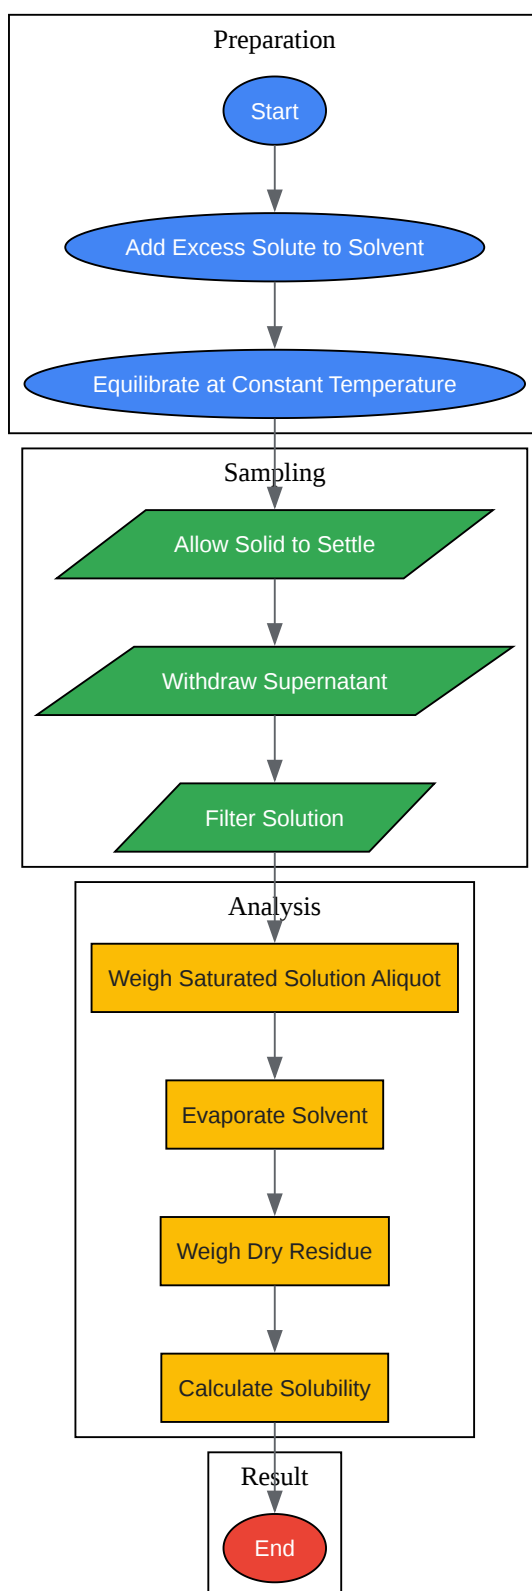 Preparation
Start
Add Excess Solute to Solvent
Equilibrate at Constant Temperature
Sampling
Allow Solid to Settle
Withdraw Supernatant
Filter Solution
Analysis
Weigh Saturated Solution Aliquot
Evaporate Solvent
Weigh Dry Residue
Calculate Solubility
Result
End